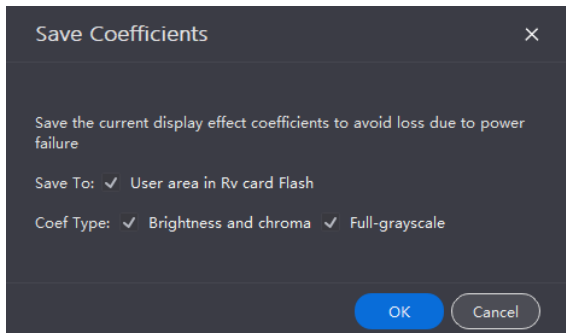 Save Coefficients
Save the current display effect coefficients to avoid loss due to power
failure
Save To: User area in Rv card Flash
Coef Type: Brightness and chroma Full-grayscale
OK Cancel